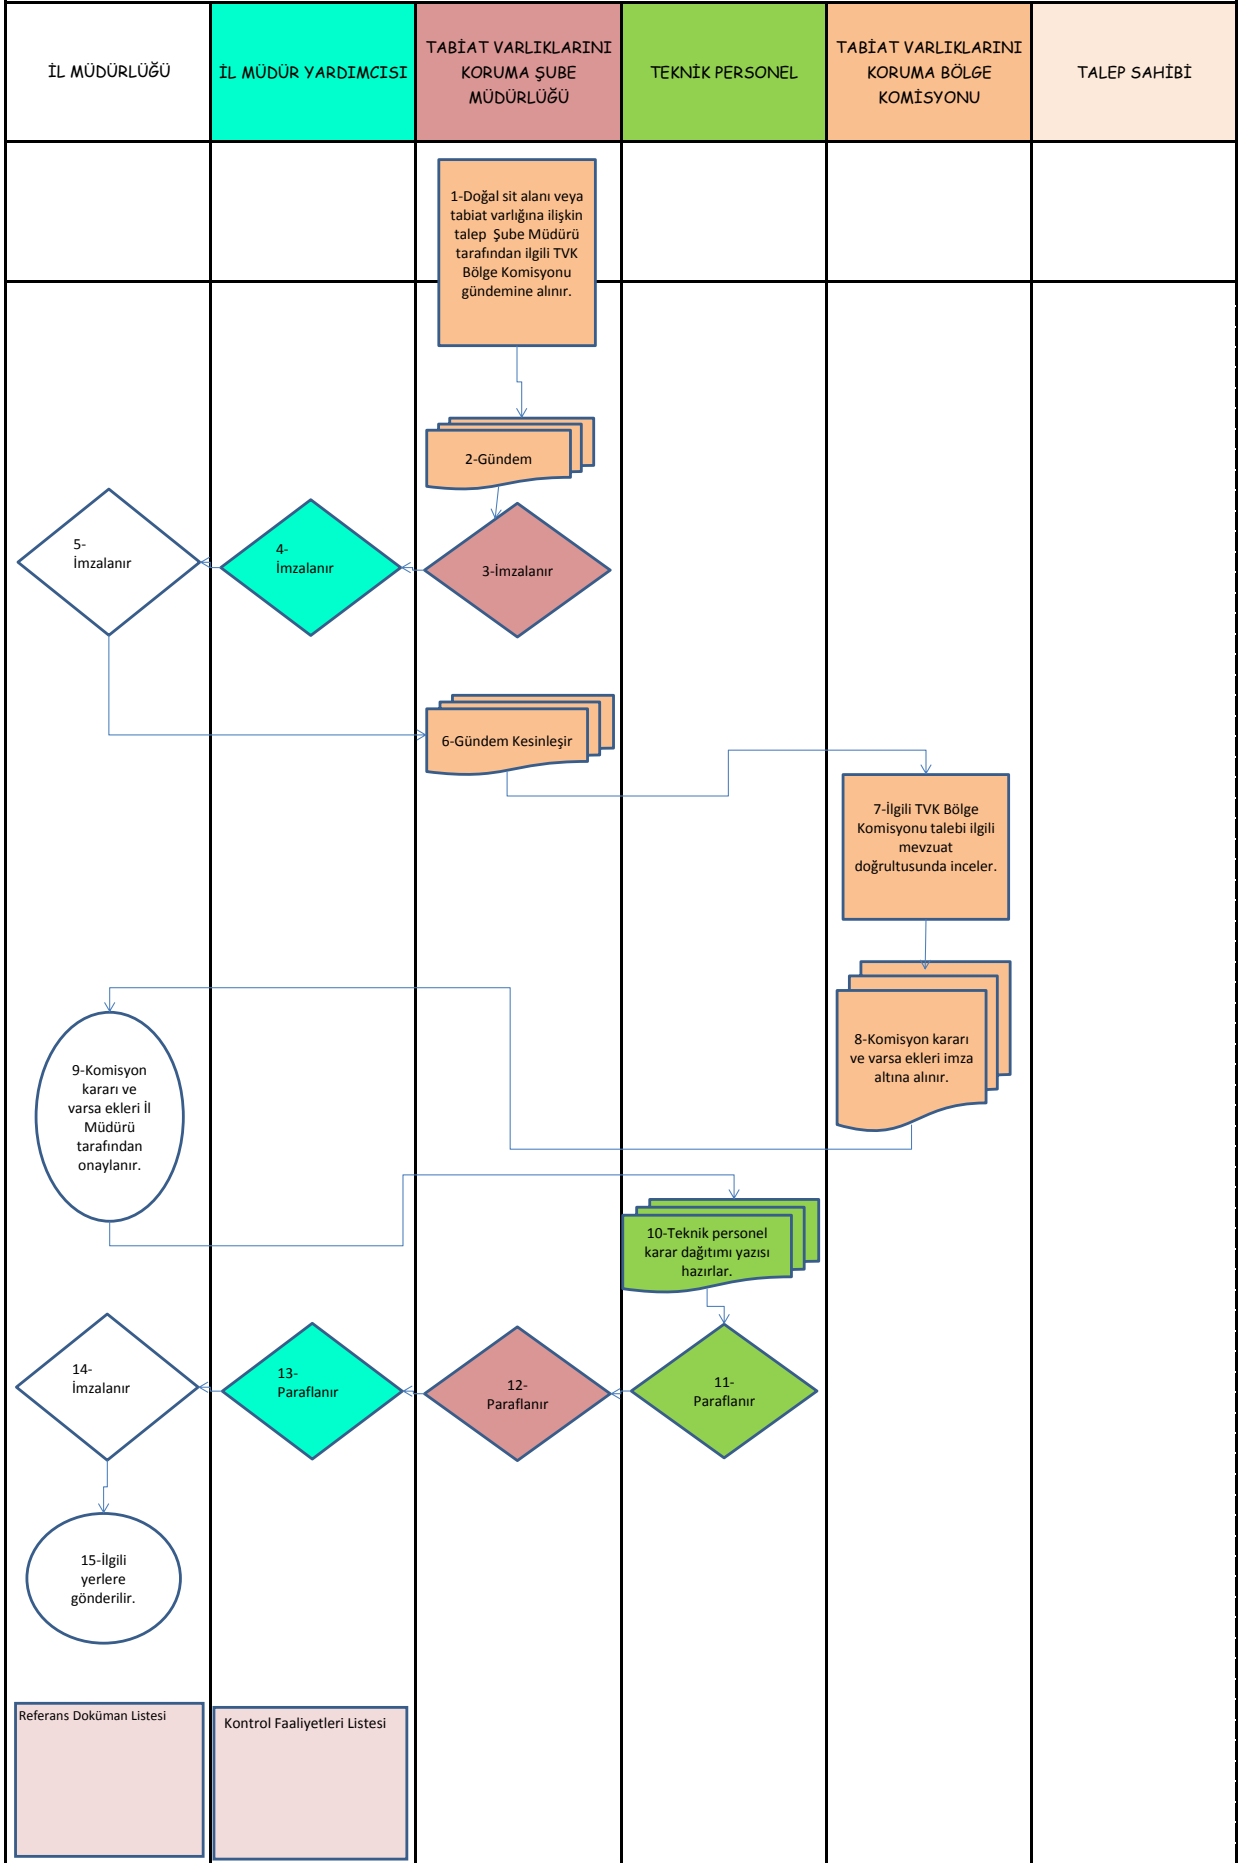 İL MÜDÜRLÜĞÜ
İL MÜDÜR YARDIMCISI
TABİAT VARLIKLARINI
KORUMA ŞUBE
MÜDÜRLÜĞÜ
TEKNİK PERSONEL
TABİAT VARLIKLARINI
KORUMA BÖLGE
KOMİSYONU
TALEP SAHİBİ
1-Doğal sit alanı veya
tabiat varlığına ilişkin
talep Şube Müdürü
tarafından ilgili TVK
Bölge Komisyonu
gündemine alınır.
2-Gündem
3-İmzalanır
4-
İmzalanır
5-
İmzalanır
6-Gündem Kesinleşir
7-İlgili TVK Bölge
Komisyonu talebi ilgili
mevzuat
doğrultusunda inceler.
8-Komisyon kararı
ve varsa ekleri imza
altına alınır.
9-Komisyon
kararı ve
varsa ekleri İl
Müdürü
tarafından
onaylanır.
10-Teknik personel
karar dağıtımı yazısı
hazırlar.
11-
Paraflanır
12-
Paraflanır
13-
Paraflanır
14-
İmzalanır
15-İlgili
yerlere
gönderilir.
Referans Doküman Listesi
Kontrol Faaliyetleri Listesi